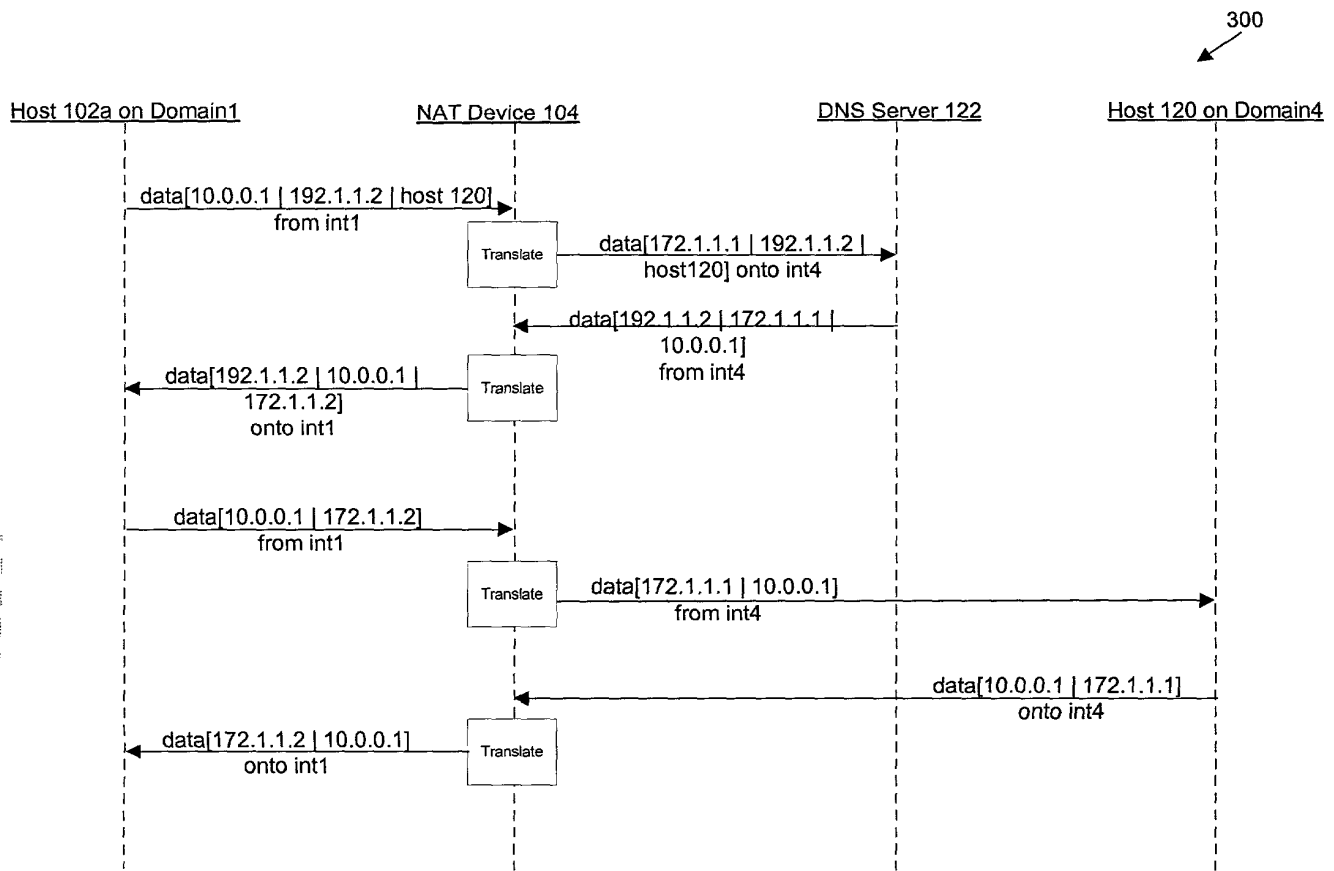 300
Host 102a on Domain1
NAT Device 104
DNS Server 122
Host 120 on Domain4
data[10.0.0.1 | 192.1.1.2 | host 120]
from int1
Translate
data[172.1.1.1 | 192.1.1.2 |
host120] onto int4
data[192.1.1.2 | 172.1.1.1 |
10.0.0.1]
from int4
Translate
data[192.1.1.2 | 10.0.0.1 |
172.1.1.2]
onto int1
data[10.0.0.1 | 172.1.1.2]
from int1
Translate
data[172.1.1.1 | 10.0.0.1]
from int4
data[10.0.0.1 | 172.1.1.1]
onto int4
Translate
data[172.1.1.2 | 10.0.0.1]
onto int1